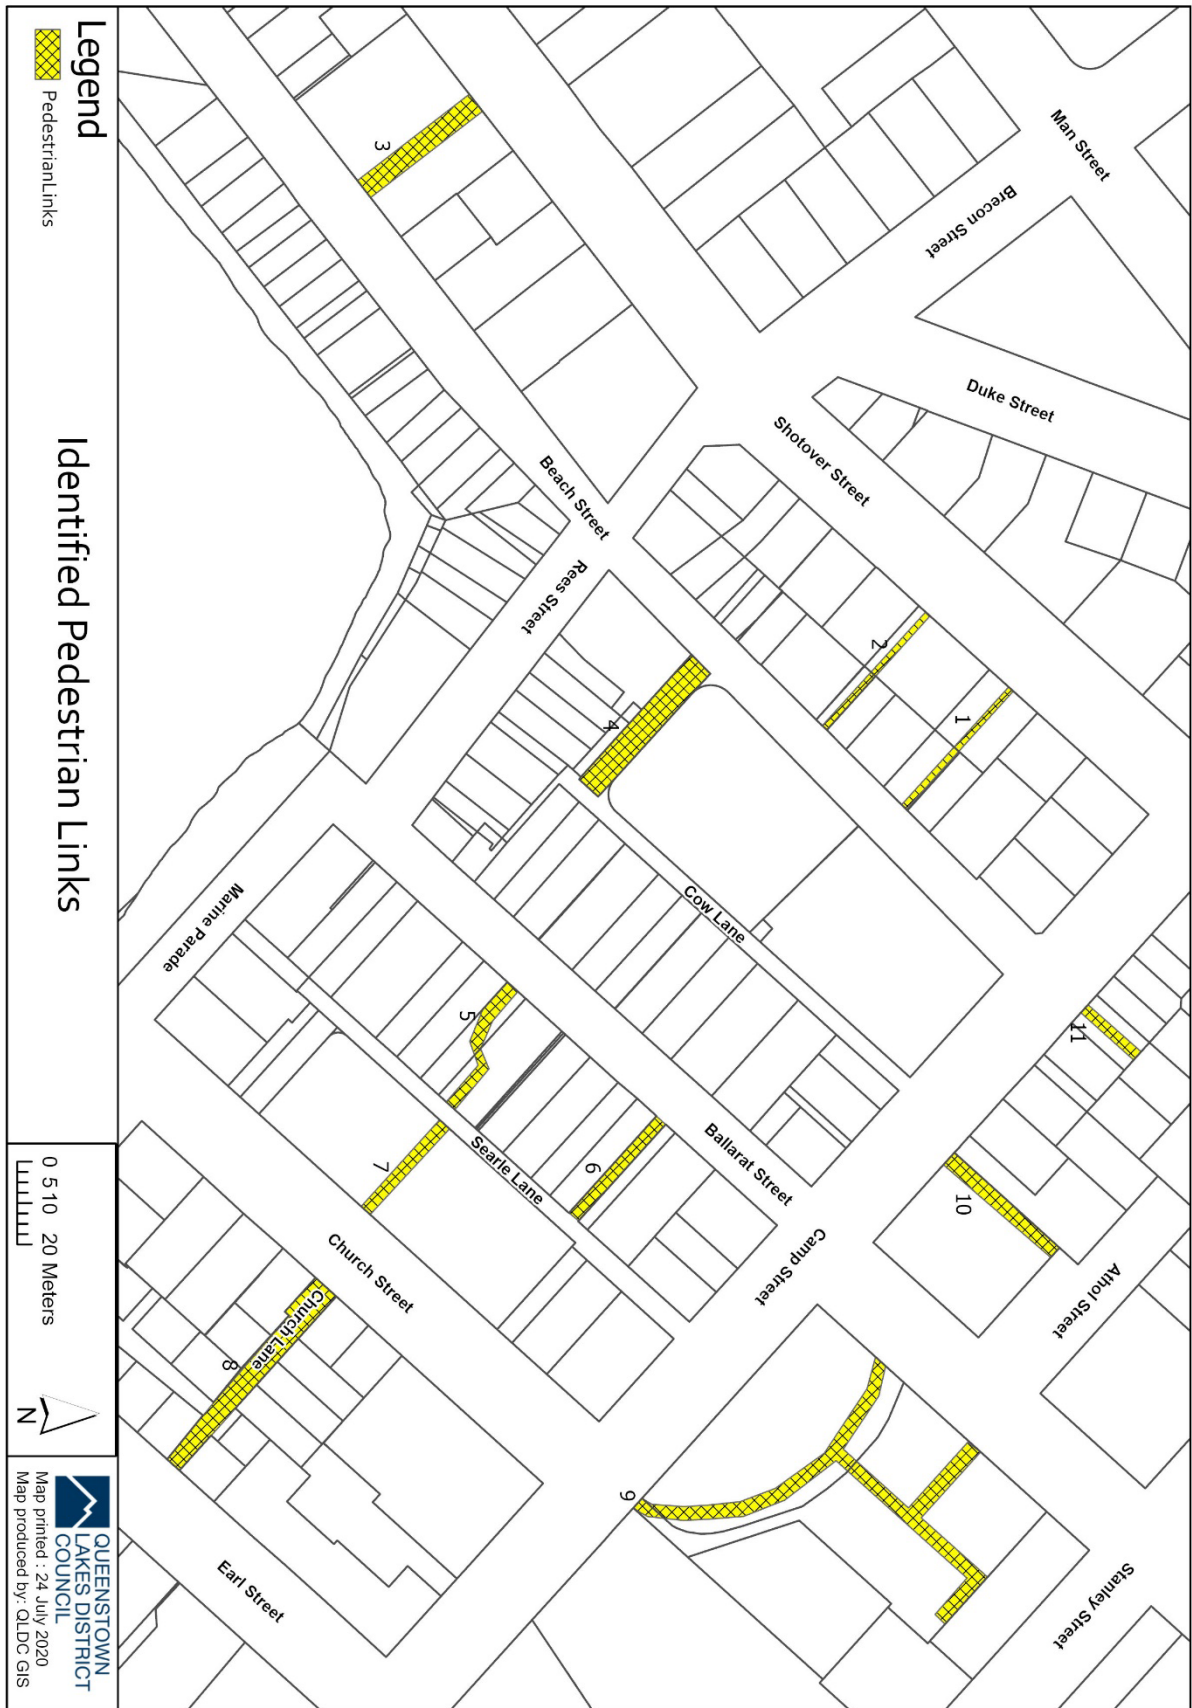 Man Street
Brecon Street
Duke Street
Shotover Street
Beach Street
Rees Street
Cow Lane
Marine Parade
Ballarat Street
Searle Lane
Camp Street
Athol Street
Church Street
Church Lane
Stanley Street
Earl Street
3
2
1
4
11
5
10
6
7
8
9
Legend
PedestrianLinks
Identified Pedestrian Links
0 5 10 20 Meters
N
QUEENSTOWN
LAKES DISTRICT
COUNCIL
Map printed : 24 July 2020
Map produced by: QLDC GIS